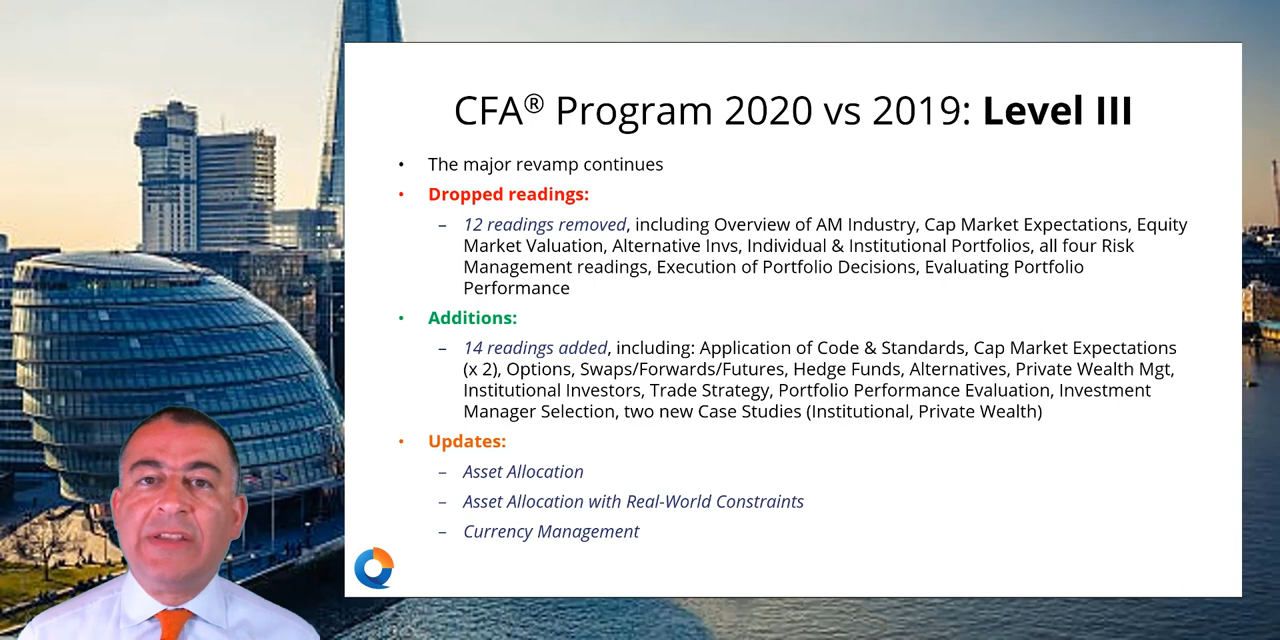 CFA® Program 2020 vs 2019: Level III
• The major revamp continues
• Dropped readings:
– 12 readings removed, including Overview of AM Industry, Cap Market Expectations, Equity
Market Valuation, Alternative Invs, Individual & Institutional Portfolios, all four Risk
Management readings, Execution of Portfolio Decisions, Evaluating Portfolio
Performance
• Additions:
– 14 readings added, including: Application of Code & Standards, Cap Market Expectations
(x 2), Options, Swaps/Forwards/Futures, Hedge Funds, Alternatives, Private Wealth Mgt,
Institutional Investors, Trade Strategy, Portfolio Performance Evaluation, Investment
Manager Selection, two new Case Studies (Institutional, Private Wealth)
• Updates:
– Asset Allocation
– Asset Allocation with Real-World Constraints
– Currency Management